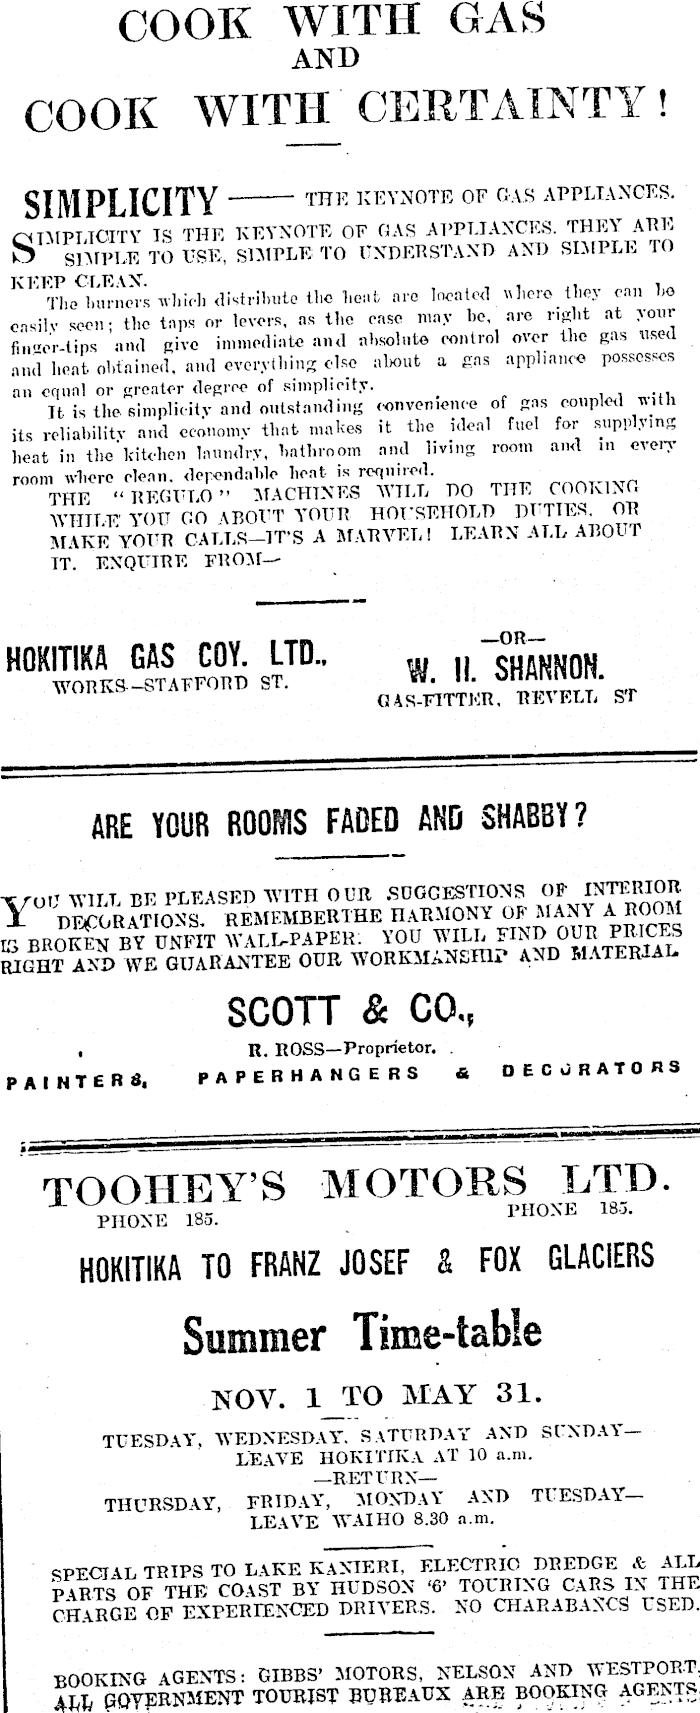 COOK WITH GAS
AND
COOK WITH CERTAINTY!
SIMPLICITY —— THE KEYNOTE OF GAS APPLIANCES.
SIMPLICITY IS THE KEYNOTE OF GAS APPLIANCES. THEY ARE
SIMPLE TO USE, SIMPLE TO UNDERSTAND AND SIMPLE TO
KEEP CLEAN.
The burners which distribute the heat are located where they can be
easily seen; the taps or levers, as the case may be, are right at your
finger-tips and give immediate and absolute control over the gas used
and heat obtained, and everything else about a gas appliance possesses
an equal or greater degree of simplicity.
It is the simplicity and outstanding convenience of gas coupled with
its reliability and economy that makes it the ideal fuel for supplying
heat in the kitchen laundry, bathroom and living room and in every
room where clean, dependable heat is required.
THE "REGULO" MACHINES WILL DO THE COOKING
WHILE YOU GO ABOUT YOUR HOUSEHOLD DUTIES, OR
MAKE YOUR CALLS—IT'S A MARVEL! LEARN ALL ABOUT
IT. ENQUIRE FROM—
HOKITIKA GAS COY. LTD.,
WORKS—STAFFORD ST.
—OR—
W. H. SHANNON.
GAS-FITTER, REVELL ST
ARE YOUR ROOMS FADED AND SHABBY?
YOU WILL BE PLEASED WITH OUR SUGGESTIONS OF INTERIOR
DECORATIONS. REMEMBERTHE HARMONY OF MANY A ROOM
IS BROKEN BY UNFIT WALL-PAPER. YOU WILL FIND OUR PRICES
RIGHT AND WE GUARANTEE OUR WORKMANSHIP AND MATERIAL
SCOTT & CO.,
R. ROSS—Proprietor.
PAINTERS, PAPERHANGERS & DECORATORS
TOOHEY'S MOTORS LTD.
PHONE 185. PHONE 185.
HOKITIKA TO FRANZ JOSEF & FOX GLACIERS
Summer Time-table
NOV. 1 TO MAY 31.
TUESDAY, WEDNESDAY, SATURDAY AND SUNDAY—
LEAVE HOKITIKA AT 10 a.m.
—RETURN—
THURSDAY, FRIDAY, MONDAY AND TUESDAY—
LEAVE WAIHO 8.30 a.m.
SPECIAL TRIPS TO LAKE KANIERI, ELECTRIC DREDGE & ALL
PARTS OF THE COAST BY HUDSON '6' TOURING CARS IN THE
CHARGE OF EXPERIENCED DRIVERS. NO CHARABANCS USED.
BOOKING AGENTS: GIBBS' MOTORS, NELSON AND WESTPORT,
ALL GOVERNMENT TOURIST BUREAUX ARE BOOKING AGENTS